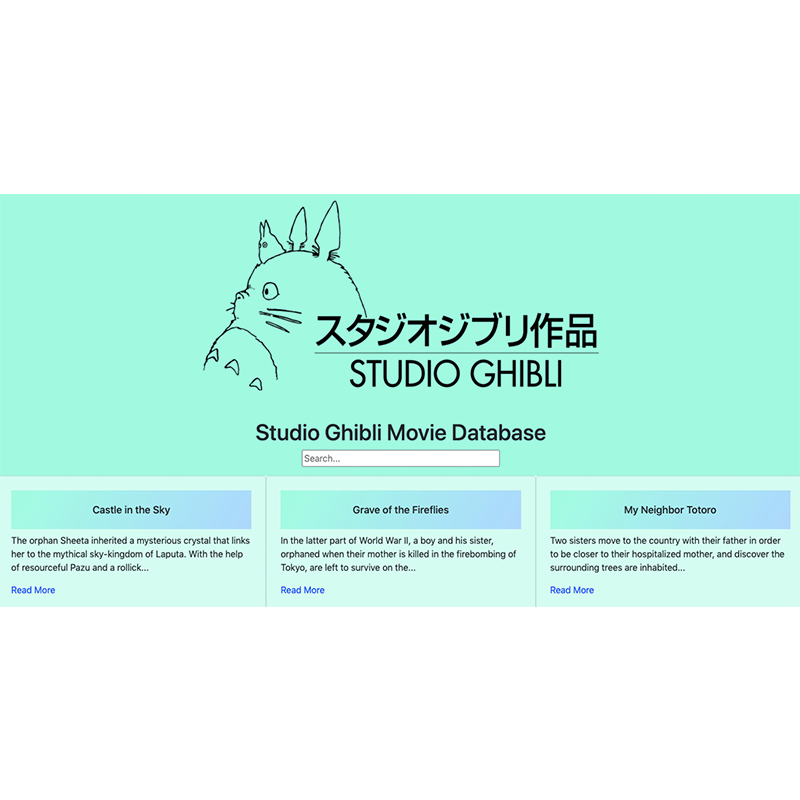 スタジオジブリ作品
STUDIO GHIBLI
Studio Ghibli Movie Database
Search...
Castle in the Sky
The orphan Sheeta inherited a mysterious crystal that links
her to the mythical sky-kingdom of Laputa. With the help
of resourceful Pazu and a rollick...
Read More
Grave of the Fireflies
In the latter part of World War II, a boy and his sister,
orphaned when their mother is killed in the firebombing of
Tokyo, are left to survive on the...
Read More
My Neighbor Totoro
Two sisters move to the country with their father in order
to be closer to their hospitalized mother, and discover the
surrounding trees are inhabited...
Read More